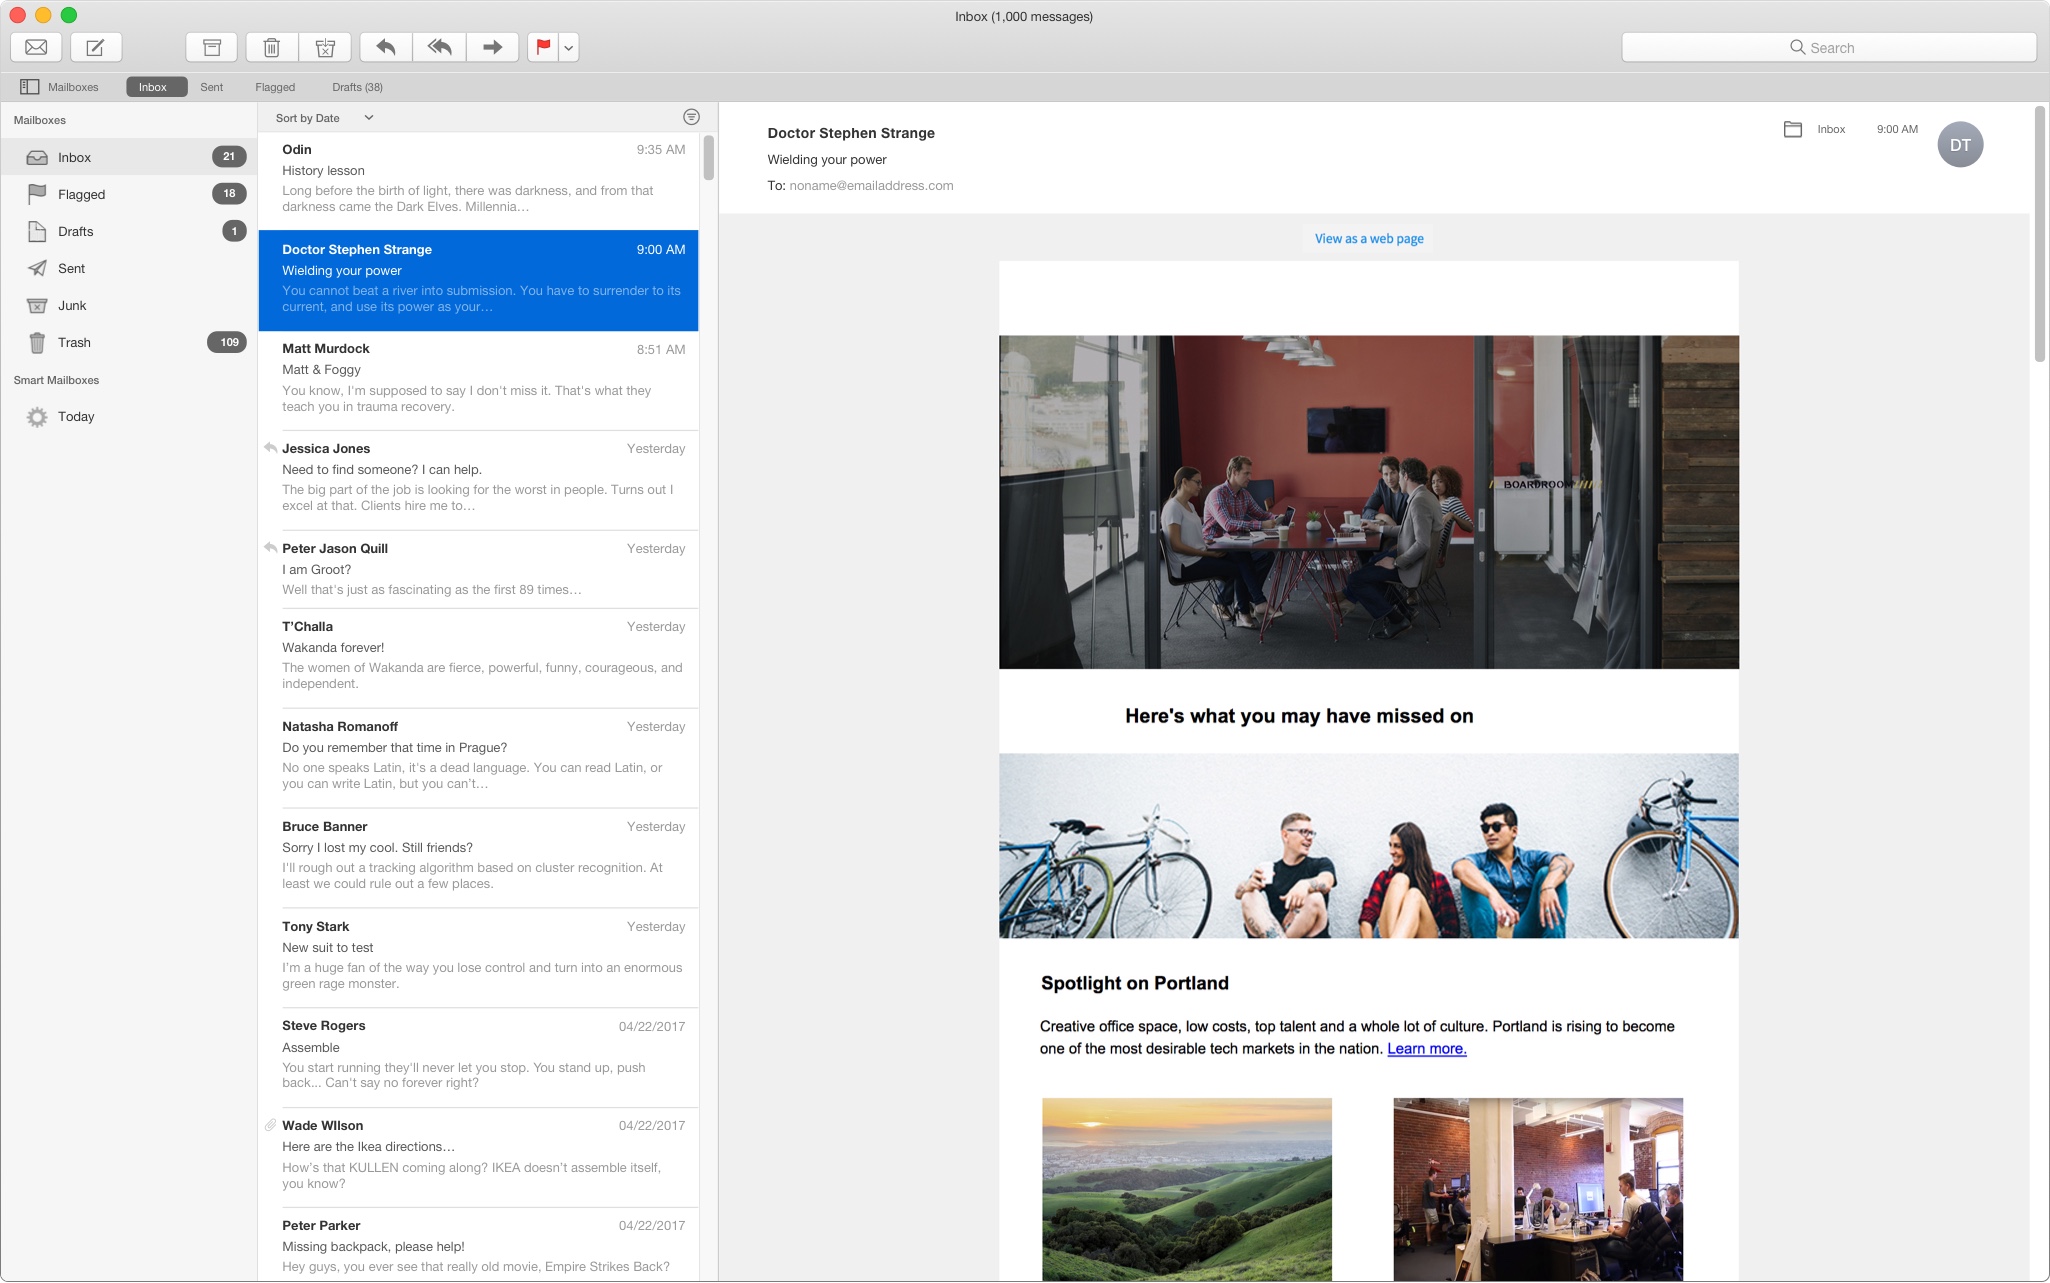 Inbox (1,000 messages)
Search
Mailboxes
Inbox
Sent
Flagged
Drafts (38)
Mailboxes
Inbox 21
Flagged 18
Drafts 1
Sent
Junk
Trash 109
Smart Mailboxes
Today
Sort by Date
Odin 9:35 AM
History lesson
Long before the birth of light, there was darkness, and from that
darkness came the Dark Elves. Millennia…
Doctor Stephen Strange 9:00 AM
Wielding your power
You cannot beat a river into submission. You have to surrender to its
current, and use its power as your…
Matt Murdock 8:51 AM
Matt & Foggy
You know, I'm supposed to say I don't miss it. That's what they
teach you in trauma recovery.
Jessica Jones Yesterday
Need to find someone? I can help.
The big part of the job is looking for the worst in people. Turns out I
excel at that. Clients hire me to…
Peter Jason Quill Yesterday
I am Groot?
Well that's just as fascinating as the first 89 times…
T’Challa Yesterday
Wakanda forever!
The women of Wakanda are fierce, powerful, funny, courageous, and
independent.
Natasha Romanoff Yesterday
Do you remember that time in Prague?
No one speaks Latin, it's a dead language. You can read Latin, or
you can write Latin, but you can’t…
Bruce Banner Yesterday
Sorry I lost my cool. Still friends?
I'll rough out a tracking algorithm based on cluster recognition. At
least we could rule out a few places.
Tony Stark Yesterday
New suit to test
I’m a huge fan of the way you lose control and turn into an enormous
green rage monster.
Steve Rogers 04/22/2017
Assemble
You start running they'll never let you stop. You stand up, push
back... Can't say no forever right?
Wade WIlson 04/22/2017
Here are the Ikea directions…
How’s that KULLEN coming along? IKEA doesn’t assemble itself,
you know?
Peter Parker 04/22/2017
Missing backpack, please help!
Hey guys, you ever see that really old movie, Empire Strikes Back?
Doctor Stephen Strange
Inbox 9:00 AM
DT
Wielding your power
To: noname@emailaddress.com
View as a web page
BOARDROOM
Here's what you may have missed on
Spotlight on Portland
Creative office space, low costs, top talent and a whole lot of culture. Portland is rising to become
one of the most desirable tech markets in the nation. Learn more.